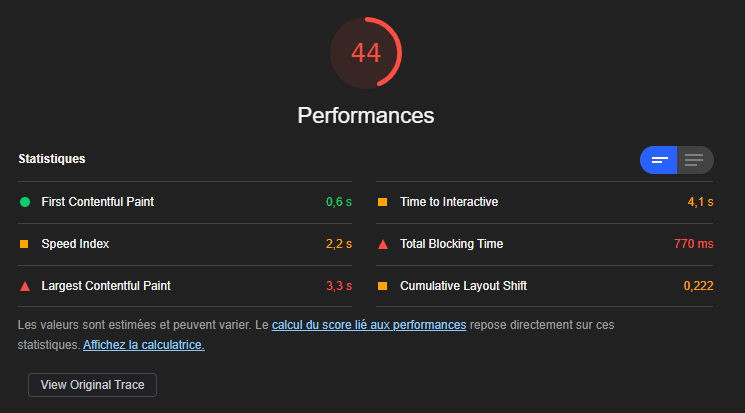 44
Performances
Statistiques
First Contentful Paint 0,6 s
Time to Interactive 4,1 s
Speed Index 2,2 s
Total Blocking Time 770 ms
Largest Contentful Paint 3,3 s
Cumulative Layout Shift 0,222
Les valeurs sont estimées et peuvent varier. Le calcul du score lié aux performances repose directement sur ces
statistiques. Affichez la calculatrice.
View Original Trace